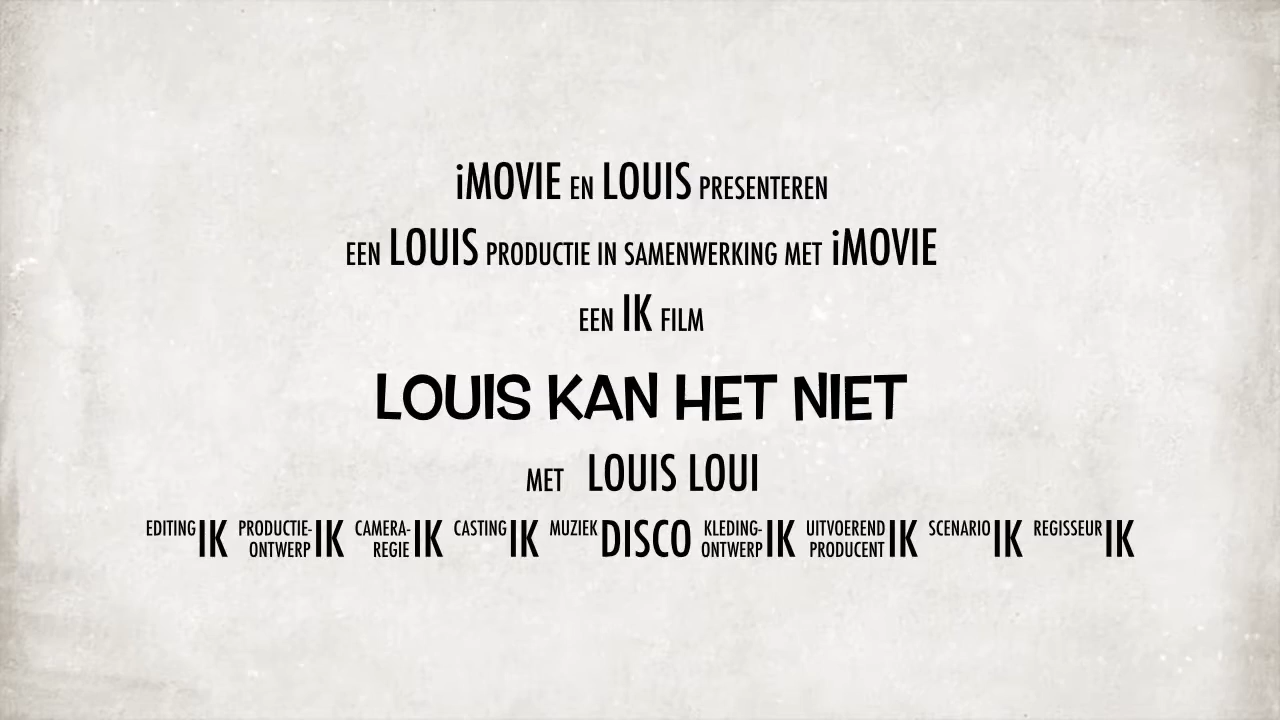 iMOVIE EN LOUIS PRESENTEREN
EEN LOUIS PRODUCTIE IN SAMENWERKING MET iMOVIE
EEN IK FILM
LOUIS KAN HET NIET
MET LOUIS LOUI
EDITING IK PRODUCTIE-ONTWERP IK CAMERA-REGIE IK CASTING IK MUZIEK DISCO KLEDING-ONTWERP IK UITVOEREND PRODUCENT IK SCENARIO IK REGISSEUR IK